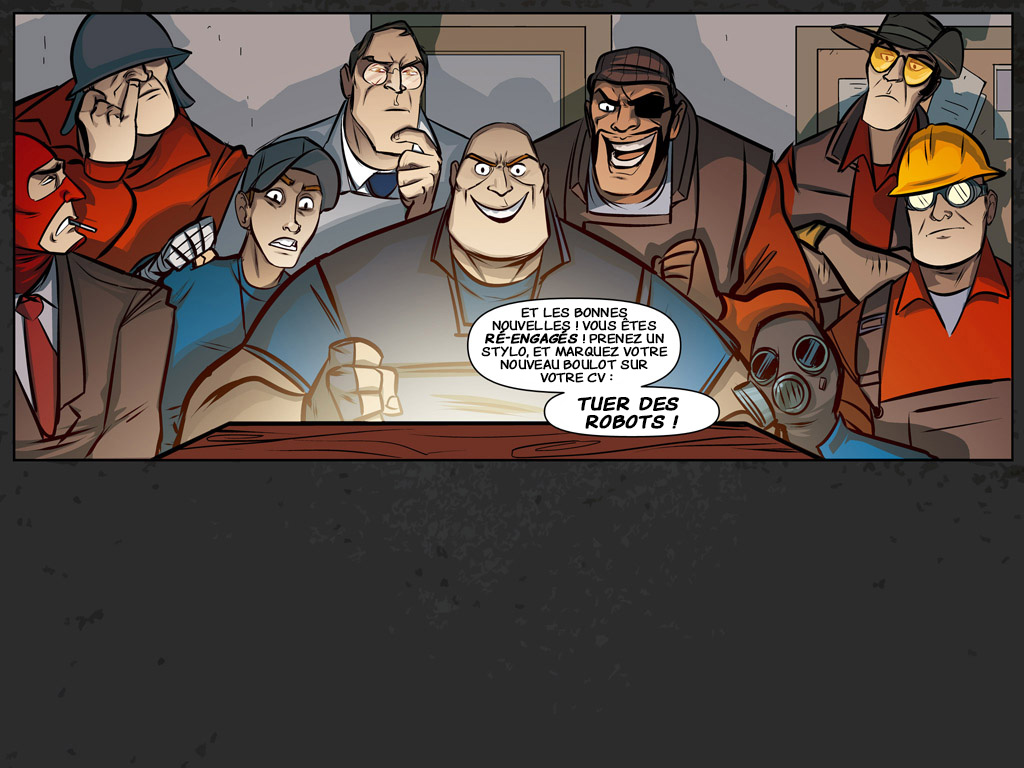 ET LES BONNES
NOUVELLES ! VOUS ÊTES
RÉ-ENGAGÉS ! PRENEZ UN
STYLO, ET MARQUEZ VOTRE
NOUVEAU BOULOT SUR
VOTRE CV :
TUER DES
ROBOTS !